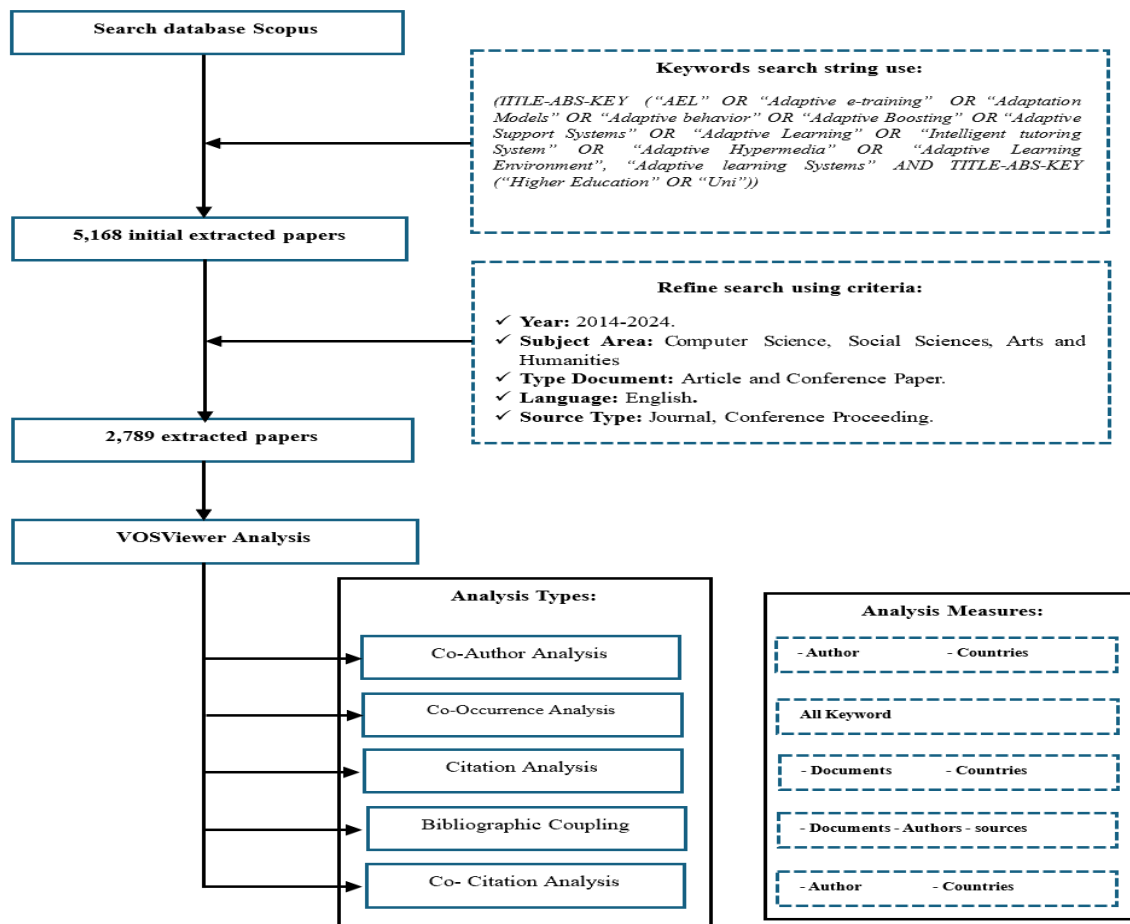 Search database Scopus
Keywords search string use:
(TITLE-ABS-KEY (“AEL” OR “Adaptive e-training” OR “Adaptation
Models” OR “Adaptive behavior” OR “Adaptive Boosting” OR “Adaptive
Support Systems” OR “Adaptive Learning” OR “Intelligent tutoring
System” OR “Adaptive Hypermedia” OR “Adaptive Learning
Environment”, “Adaptive learning Systems” AND TITLE-ABS-KEY
(“Higher Education” OR “Uni”))
5,168 initial extracted papers
Refine search using criteria:
✓ Year: 2014-2024.
✓ Subject Area: Computer Science, Social Sciences, Arts and
Humanities
✓ Type Document: Article and Conference Paper.
✓ Language: English.
✓ Source Type: Journal, Conference Proceeding.
2,789 extracted papers
VOSViewer Analysis
Analysis Types:
Co-Author Analysis
Co-Occurrence Analysis
Citation Analysis
Bibliographic Coupling
Co- Citation Analysis
Analysis Measures:
- Author - Countries
All Keyword
- Documents - Countries
- Documents - Authors - sources
- Author - Countries